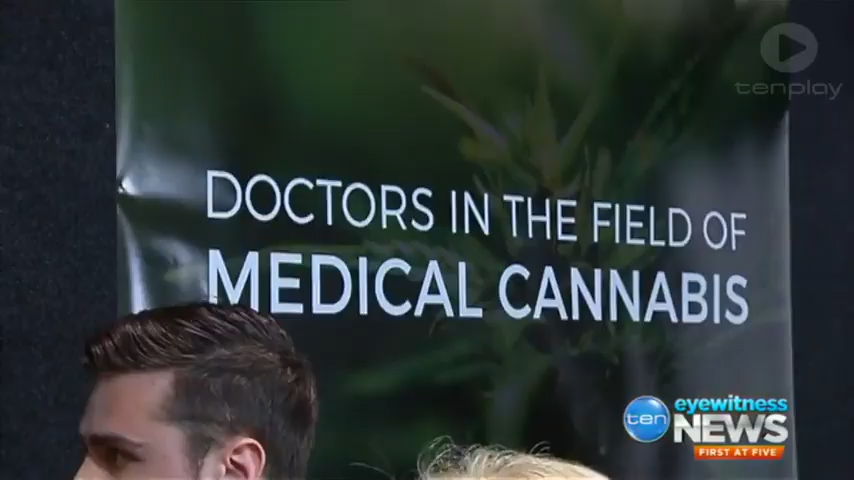 tenplay
DOCTORS IN THE FIELD OF
MEDICAL CANNABIS
ten
eyewitness
NEWS
FIRST AT FIVE